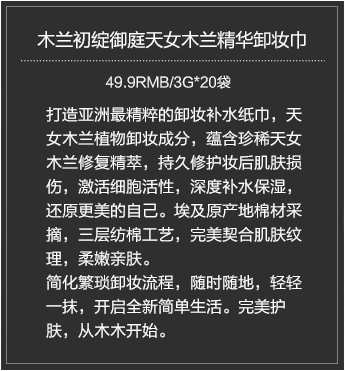 木兰初绽御庭天女木兰精华卸妆巾
49.9RMB/3G*20袋
打造亚洲最精粹的卸妆补水纸巾，天
女木兰植物卸妆成分，蕴含珍稀天女
木兰修复精萃，持久修护妆后肌肤损
伤，激活细胞活性，深度补水保湿，
还原更美的自己。埃及原产地棉材采
摘，三层纺棉工艺，完美契合肌肤纹
理，柔嫩亲肤。
简化繁琐卸妆流程，随时随地，轻轻
一抹，开启全新简单生活。完美护
肤，从木木开始。